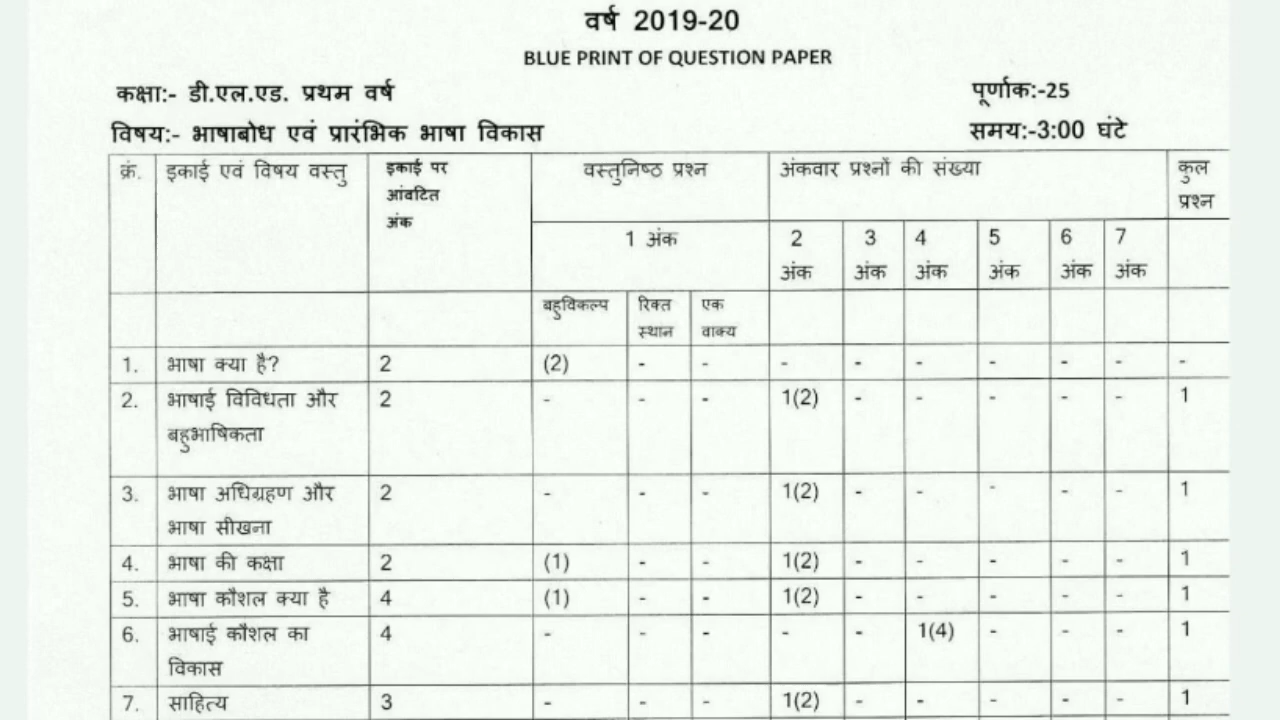 वर्ष 2019-20
BLUE PRINT OF QUESTION PAPER
कक्षा:- डी.एल.एड. प्रथम वर्ष पूर्णाक:-25
विषय:- भाषाबोध एवं प्रारंभिक भाषा विकास समय:-3:00 घंटे
क्रं. इकाई एवं विषय वस्तु इकाई पर वस्तुनिष्ठ प्रश्न अंकवार प्रश्नों की संख्या कुल
आंवटित प्रश्न
अंक
1 अंक 2 3 4 5 6 7
अंक अंक अंक अंक अंक अंक
बहुविकल्प रिक्त एक
स्थान वाक्य
1. भाषा क्या है? 2 (2) - - - - - - - - -
2. भाषाई विविधता और 2 - - - 1(2) - - - - - 1
बहुभाषिकता
3. भाषा अधिग्रहण और 2 - - - 1(2) - - - - - 1
भाषा सीखना
4. भाषा की कक्षा 2 (1) - - 1(2) - - - - - 1
5. भाषा कौशल क्या है 4 (1) - - 1(2) - - - - - 1
6. भाषाई कौशल का 4 - - - - - 1(4) - - - 1
विकास
7. साहित्य 3 - - - 1(2) - - - - - 1